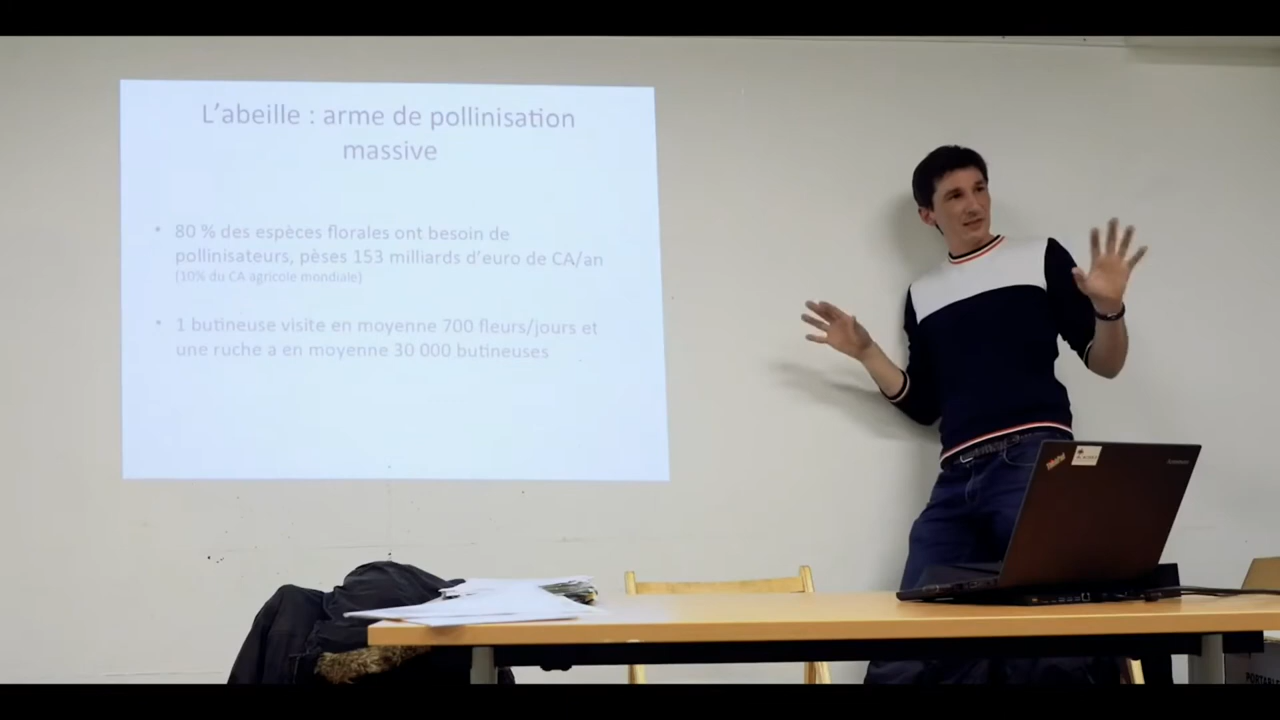 L'abeille : arme de pollinisation
massive
• 80 % des espèces florales ont besoin de
pollinisateurs, pèses 153 milliards d'euro de CA/an
(10% du CA agricole mondiale)
• 1 butineuse visite en moyenne 700 fleurs/jours et
une ruche a en moyenne 30 000 butineuses
ThinkPad